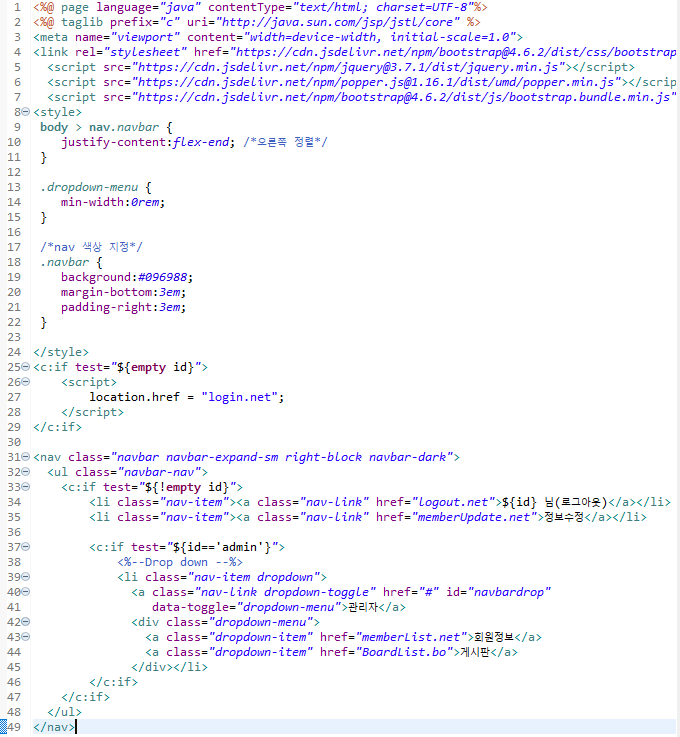 1 <%@ page language="java" contentType="text/html; charset=UTF-8"%>
2 <%@ taglib prefix="c" uri="http://java.sun.com/jsp/jstl/core" %>
3 <meta name="viewport" content="width=device-width, initial-scale=1.0">
4 <link rel="stylesheet" href="https://cdn.jsdelivr.net/npm/bootstrap@4.6.2/dist/css/bootstrap
5 <script src="https://cdn.jsdelivr.net/npm/jquery@3.7.1/dist/jquery.min.js"></script>
6 <script src="https://cdn.jsdelivr.net/npm/popper.js@1.16.1/dist/umd/popper.min.js"></scrip
7 <script src="https://cdn.jsdelivr.net/npm/bootstrap@4.6.2/dist/js/bootstrap.bundle.min.js"
8 <style>
9 body > nav.navbar {
10 justify-content:flex-end; /*오른쪽 정렬*/
11 }
12
13 .dropdown-menu {
14 min-width:0rem;
15 }
16
17 /*nav 색상 지정*/
18 .navbar {
19 background:#096988;
20 margin-bottom:3em;
21 padding-right:3em;
22 }
23
24 </style>
25 <c:if test="${empty id}">
26 <script>
27 location.href = "login.net";
28 </script>
29 </c:if>
30
31 <nav class="navbar navbar-expand-sm right-block navbar-dark">
32 <ul class="navbar-nav">
33 <c:if test="${!empty id}">
34 <li class="nav-item"><a class="nav-link" href="logout.net">${id} 님(로그아웃)</a></li>
35 <li class="nav-item"><a class="nav-link" href="memberUpdate.net">정보수정</a></li>
36
37 <c:if test="${id=='admin'}">
38 <%--Drop down --%>
39 <li class="nav-item dropdown">
40 <a class="nav-link dropdown-toggle" href="#" id="navbardrop"
41 data-toggle="dropdown-menu">관리자</a>
42 <div class="dropdown-menu">
43 <a class="dropdown-item" href="memberList.net">회원정보</a>
44 <a class="dropdown-item" href="BoardList.bo">게시판</a>
45 </div></li>
46 </c:if>
47 </c:if>
48 </ul>
49 </nav>